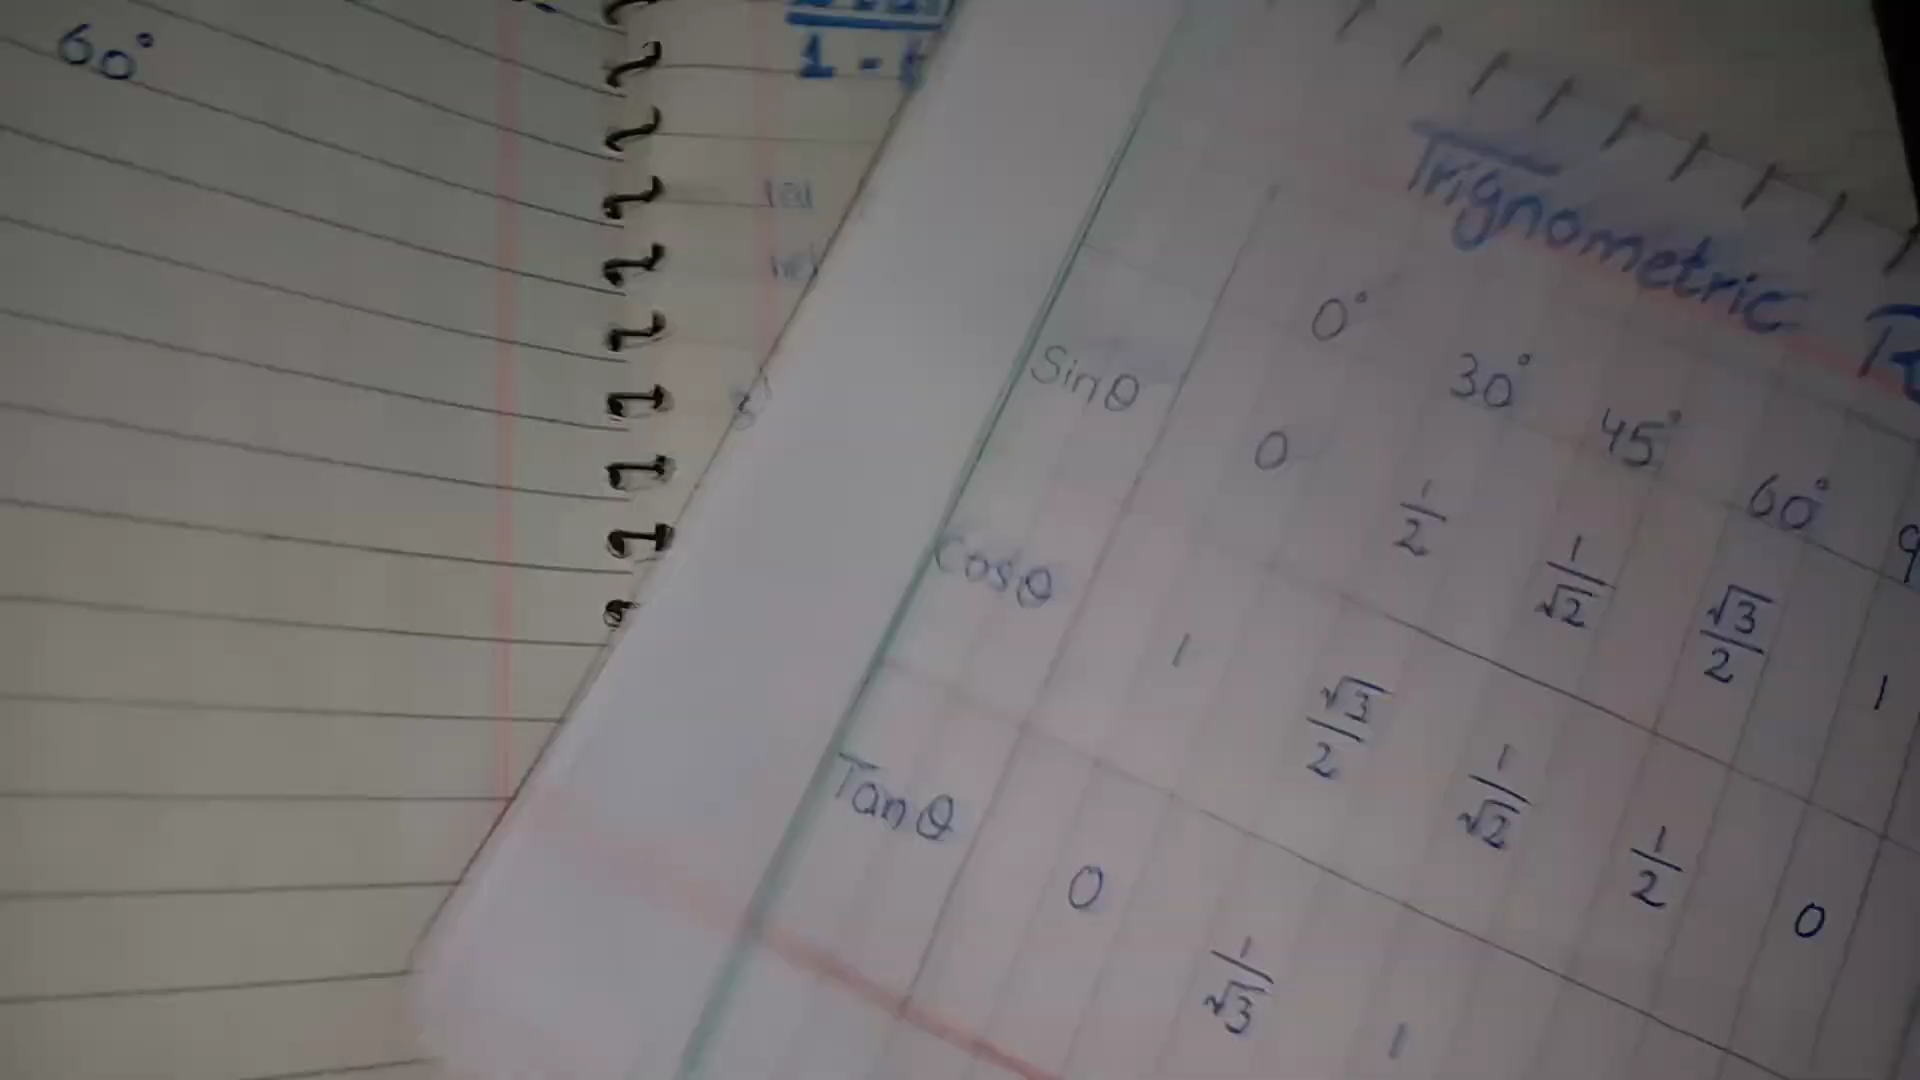 60°
1 -
Trignometric
0° 30° 45° 60°
Sinθ 0 1/2 1/√2 √3/2 1
Cosθ 1 √3/2 1/√2 1/2 0
Tanθ 0 1/√3 1